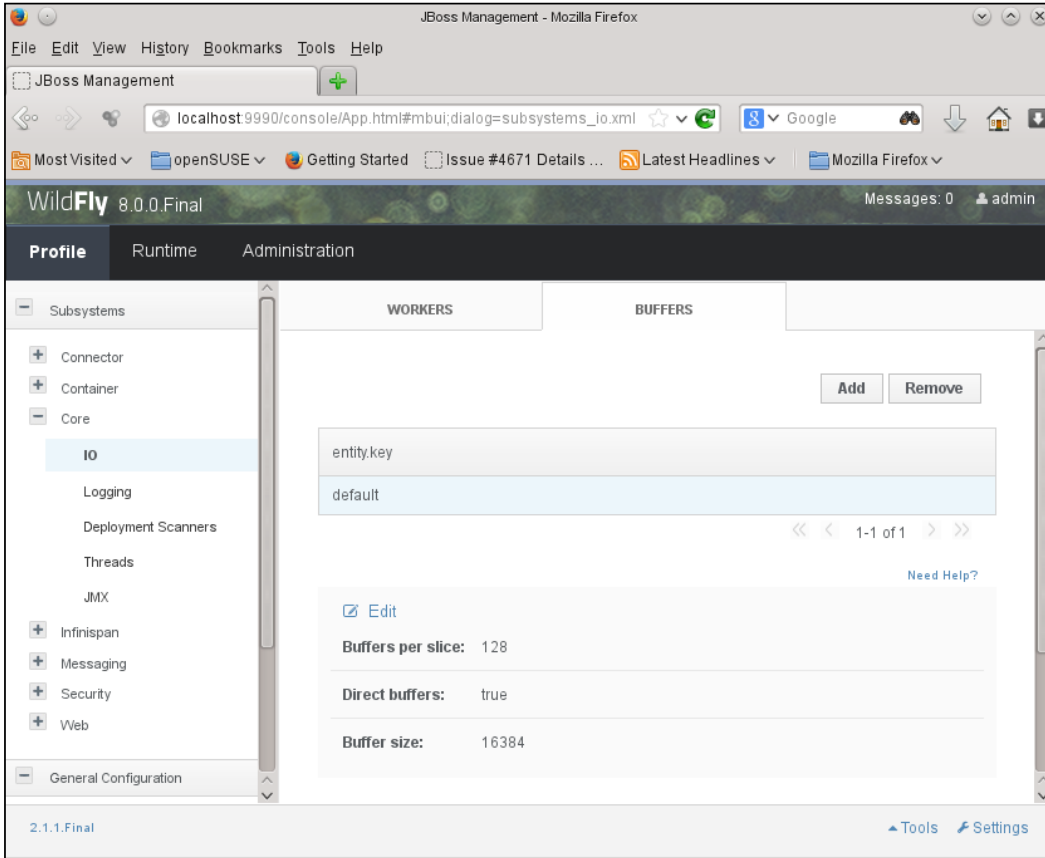 JBoss Management - Mozilla Firefox
File Edit View History Bookmarks Tools Help
JBoss Management
localhost:9990/console/App.html#mbui;dialog=subsystems_io.xml
8 Google
Most Visited openSUSE Getting Started Issue #4671 Details ... Latest Headlines Mozilla Firefox
WildFly 8.0.0.Final Messages: 0 admin
Profile Runtime Administration
Subsystems
Connector
Container
Core
IO
Logging
Deployment Scanners
Threads
JMX
Infinispan
Messaging
Security
Web
General Configuration
WORKERS BUFFERS
Add Remove
entity.key
default
1-1 of 1
Need Help?
Edit
Buffers per slice: 128
Direct buffers: true
Buffer size: 16384
2.1.1.Final Tools Settings